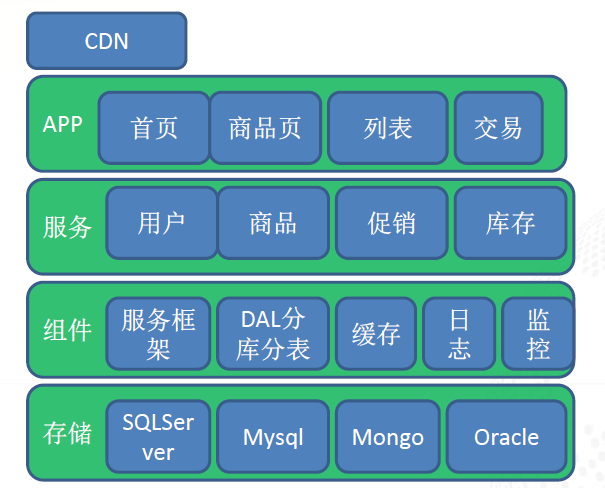 CDN
APP
首页
商品页
列表
交易
服务
用户
商品
促销
库存
组件
服务框
架
DAL分
库分表
缓存
日
志
监
控
存储
SQLSer
ver
Mysql
Mongo
Oracle